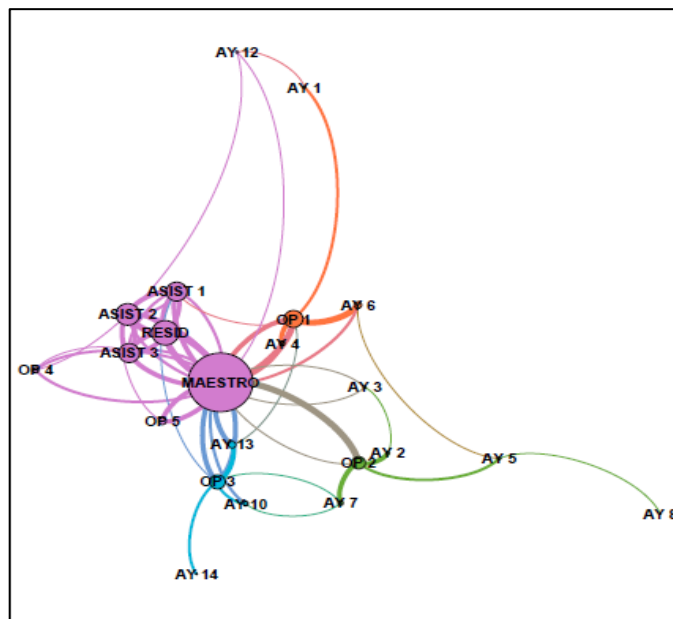 AY 12
AY 1
ASIST 1
AY 6
ASIST 2
OP 1
RESID
AY 4
ASIST 3
OP 4
MAESTRO
AY 3
OP 5
AY 13
AY 2
OP 2
AY 5
OP 3
AY 10
AY 7
AY 8
AY 14